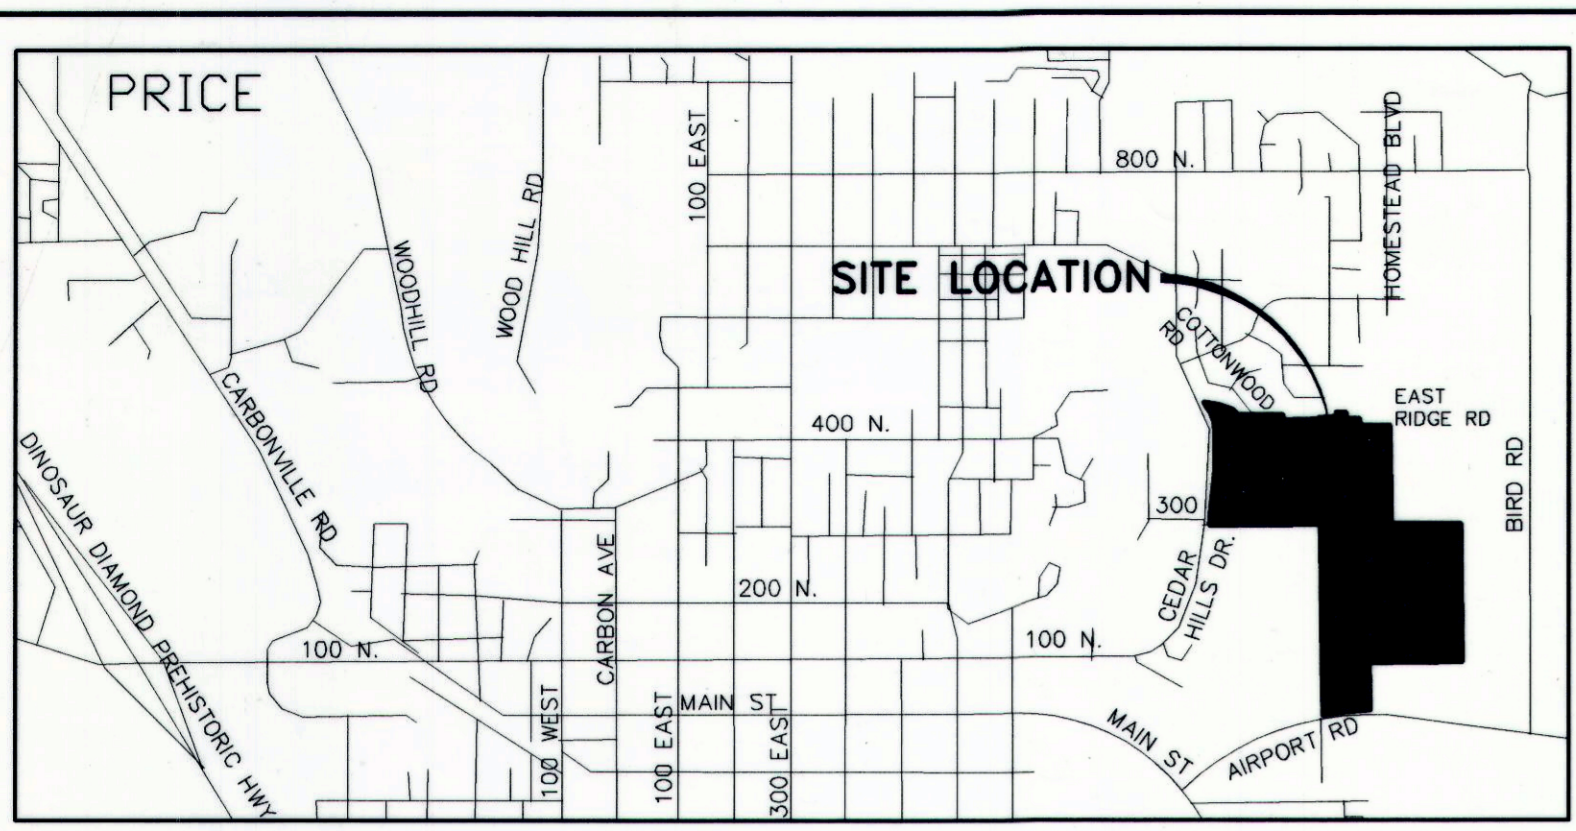 PRICE
100 EAST
800 N.
HOMESTEAD BLVD
WOOD HILL RD
WOODHILL RD
SITE LOCATION
COTTONWOOD
RD
CARBONVILLE RD
EAST
RIDGE RD
400 N.
DINOSAUR DIAMOND PREHISTORIC HWY
BIRD RD
300
CARBON AVE
CEDAR
HILLS DR.
200 N.
100 N.
100 N.
100 WEST
100 EAST
MAIN ST
300 EAST
MAIN ST
AIRPORT RD